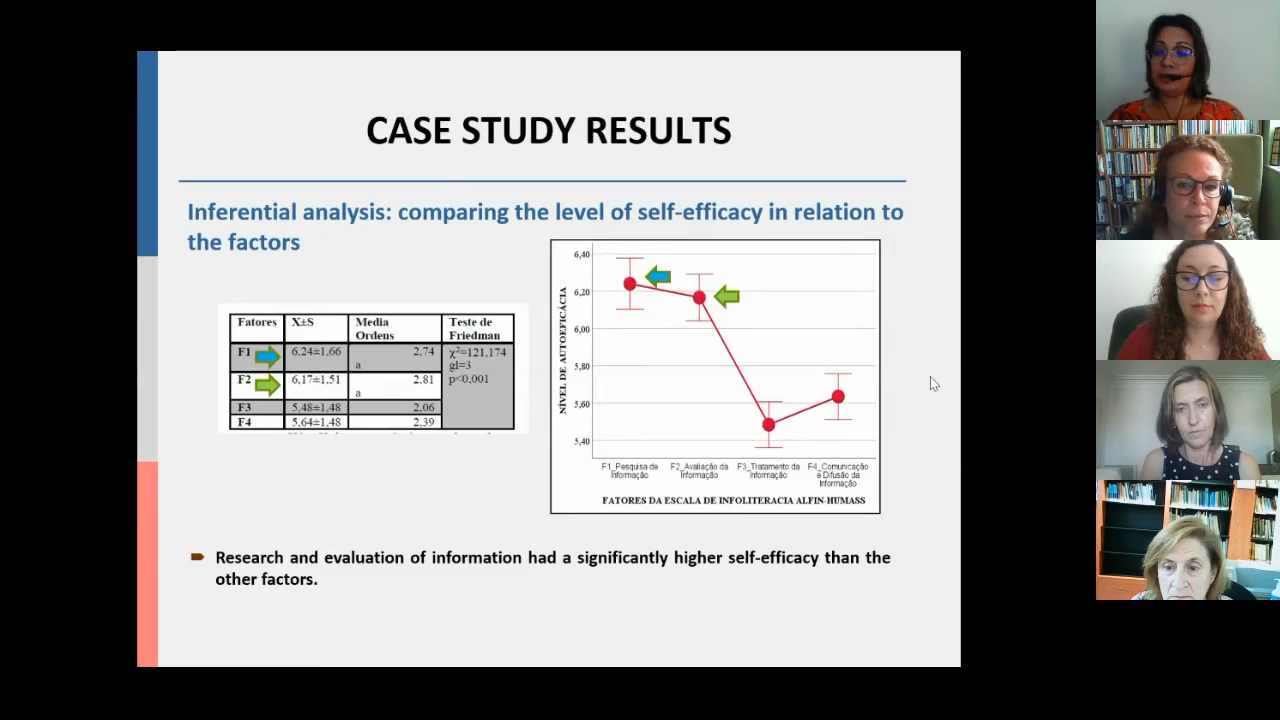 CASE STUDY RESULTS
Inferential analysis: comparing the level of self-efficacy in relation to
the factors
Fatores X±S Media Ordens Teste de Friedman
F1 6,24±1,66 2,74 a χ²=121,174 gl=3 p<0,001
F2 6,17±1,51 2,81 a
F3 5,48±1,48 2,06
F4 5,64±1,48 2,39
NÍVEL DE AUTOEFICÁCIA
6,40
6,20
6,00
5,80
5,60
5,40
F1_Pesquisa de Informação
F2_Avaliação da Informação
F3_Tratamento da Informação
F4_Comunicação e Difusão da Informação
FATORES DA ESCALA DE INFOLITERACIA ALFIN-HUMASS
Research and evaluation of information had a significantly higher self-efficacy than the
other factors.